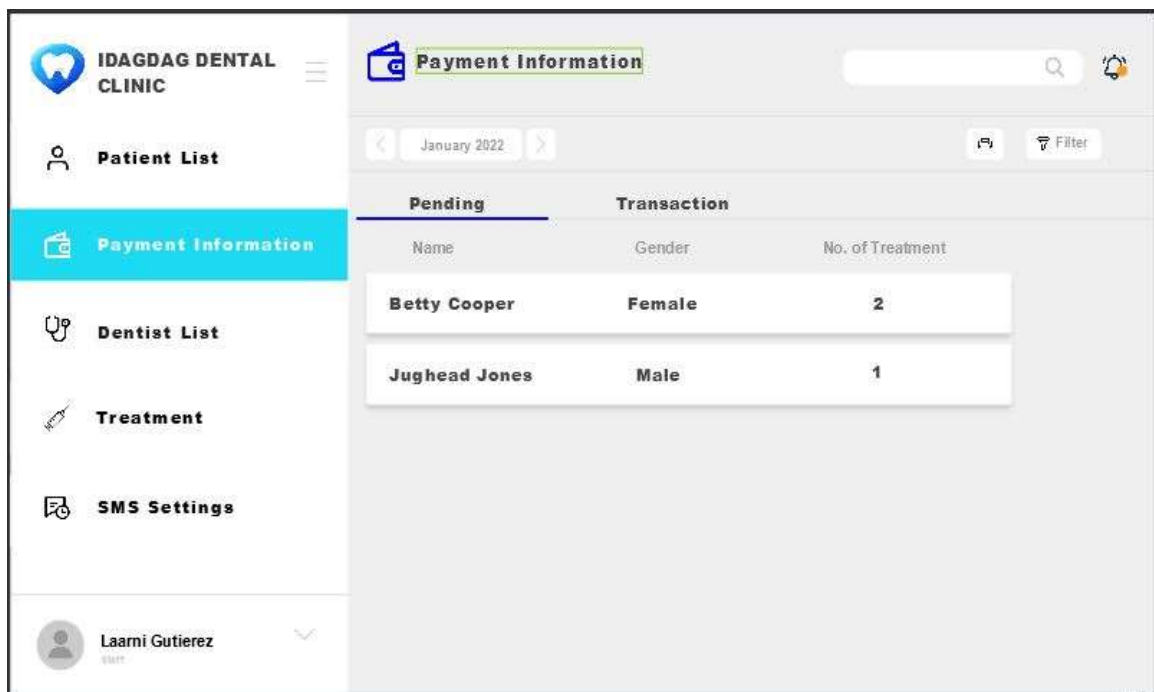 IDAGDAG DENTAL
CLINIC
Patient List
Payment Information
Dentist List
Treatment
SMS Settings
Laarni Gutierez
staff
Payment Information
January 2022
Filter
Pending Transaction
Name Gender No. of Treatment
Betty Cooper Female 2
Jughead Jones Male 1